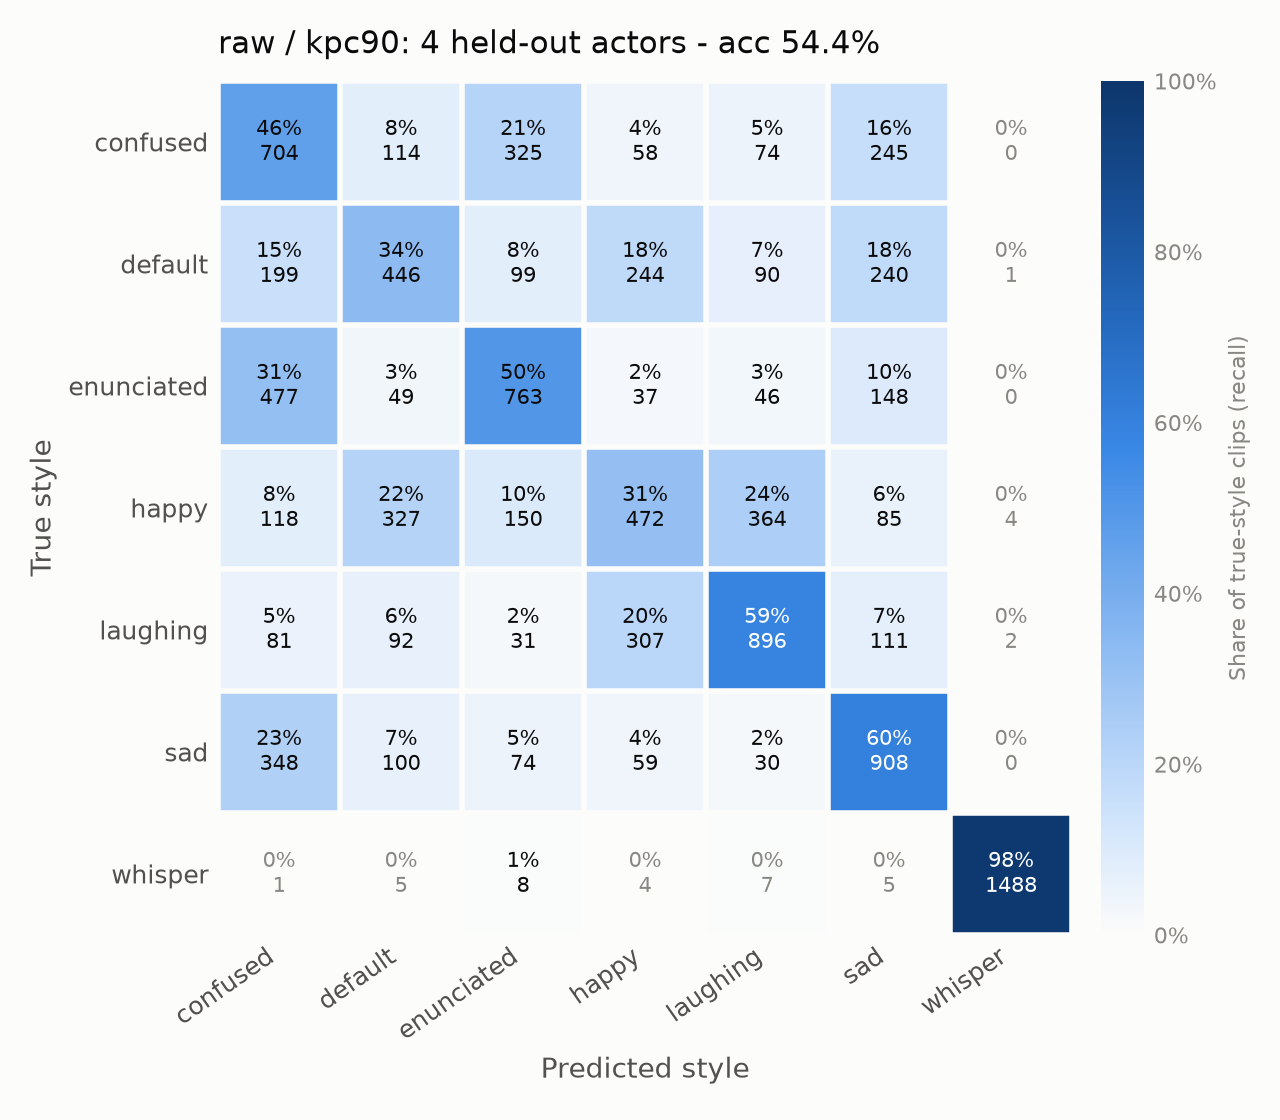 raw / kpc90: 4 held-out actors - acc 54.4%
confused 46% 8% 21% 4% 5% 16% 0%
704 114 325 58 74 245 0
default 15% 34% 8% 18% 7% 18% 0%
199 446 99 244 90 240 1
enunciated 31% 3% 50% 2% 3% 10% 0%
477 49 763 37 46 148 0
happy 8% 22% 10% 31% 24% 6% 0%
118 327 150 472 364 85 4
laughing 5% 6% 2% 20% 59% 7% 0%
81 92 31 307 896 111 2
sad 23% 7% 5% 4% 2% 60% 0%
348 100 74 59 30 908 0
whisper 0% 0% 1% 0% 0% 0% 98%
1 5 8 4 7 5 1488
confused default enunciated happy laughing sad whisper
Predicted style
True style
100%
80%
60%
40%
20%
0%
Share of true-style clips (recall)